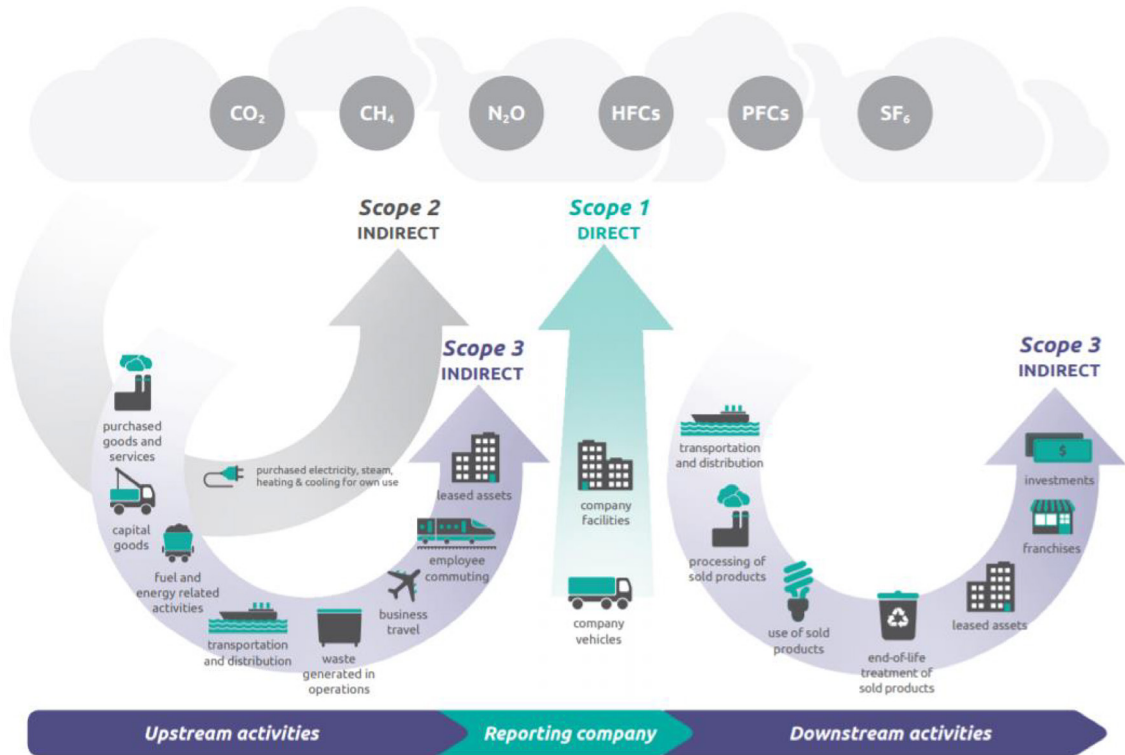 CO₂
CH₄
N₂O
HFCs
PFCs
SF₆
Scope 2
INDIRECT
Scope 1
DIRECT
Scope 3
INDIRECT
Scope 3
INDIRECT
purchased
goods and
services
capital
goods
fuel and
energy related
activities
purchased electricity, steam,
heating & cooling for own use
transportation
and distribution
waste
generated in
operations
business
travel
employee
commuting
leased assets
company
facilities
company
vehicles
transportation
and distribution
processing of
sold products
use of sold
products
end-of-life
treatment of
sold products
leased assets
franchises
$
investments
Upstream activities
Reporting company
Downstream activities